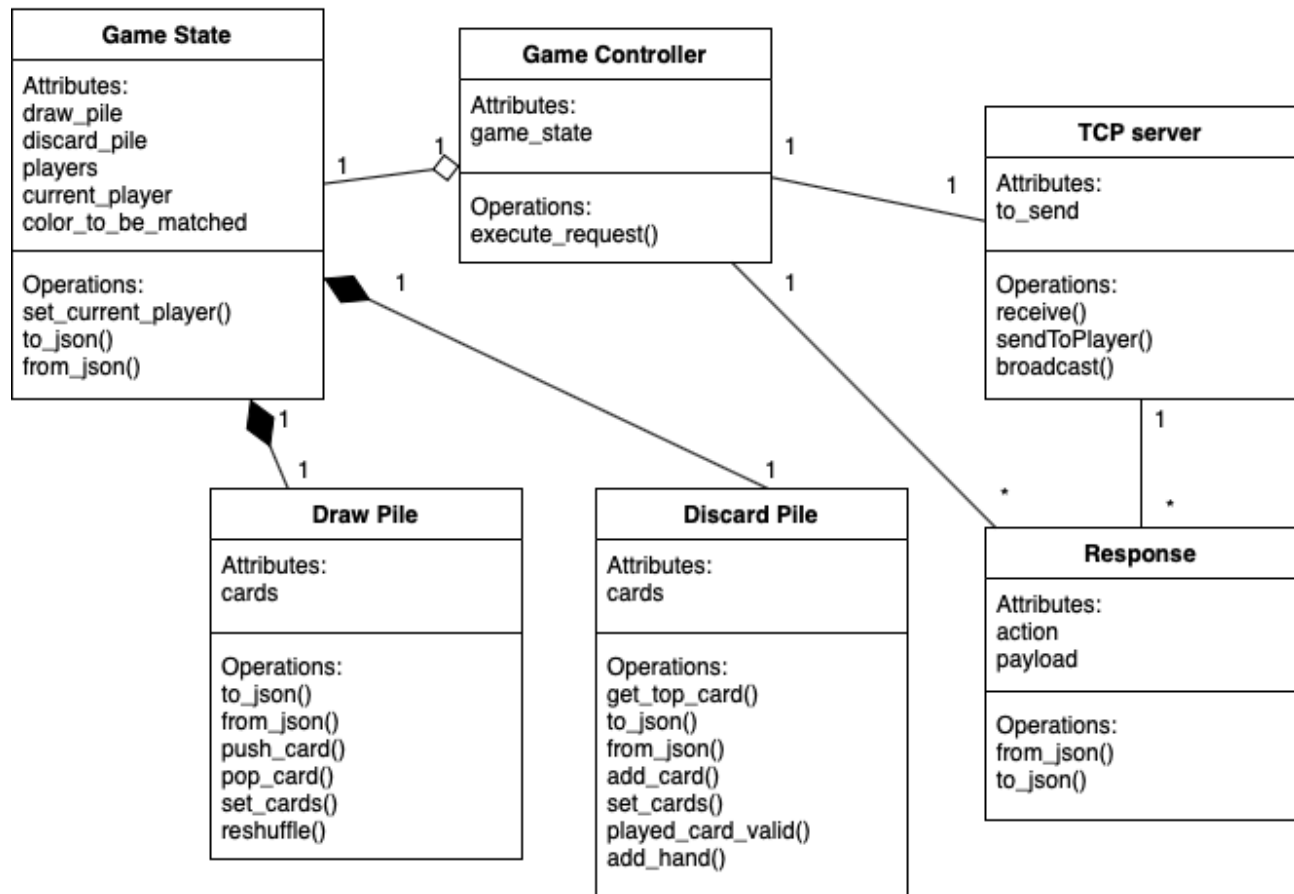 Game State
Attributes:
draw_pile
discard_pile
players
current_player
color_to_be_matched
Operations:
set_current_player()
to_json()
from_json()
Game Controller
Attributes:
game_state
Operations:
execute_request()
TCP server
Attributes:
to_send
Operations:
receive()
sendToPlayer()
broadcast()
1
1
1
1
1
1
1
1
1
1
*
*
Draw Pile
Attributes:
cards
Operations:
to_json()
from_json()
push_card()
pop_card()
set_cards()
reshuffle()
Discard Pile
Attributes:
cards
Operations:
get_top_card()
to_json()
from_json()
add_card()
set_cards()
played_card_valid()
add_hand()
Response
Attributes:
action
payload
Operations:
from_json()
to_json()